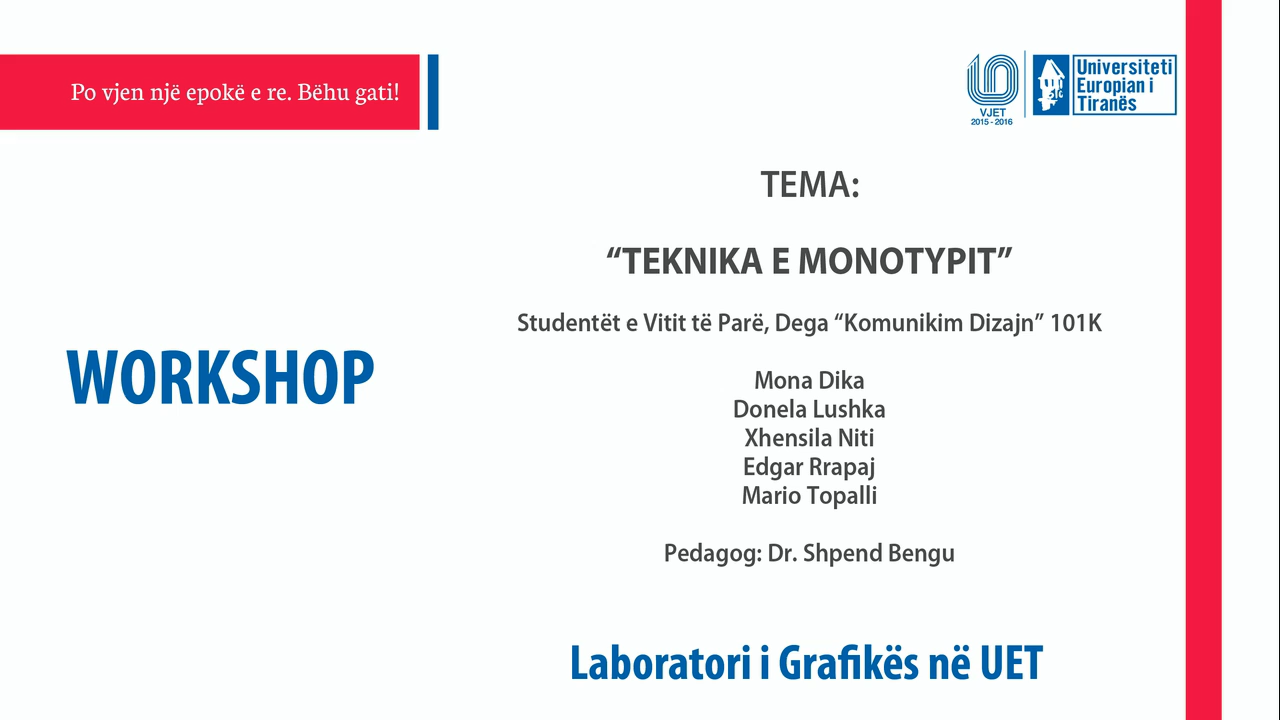 Po vjen një epokë e re. Bëhu gati!
10
VJET
2015 - 2016
Universiteti
Europian i
Tiranës
WORKSHOP
TEMA:
“TEKNIKA E MONOTYPIT”
Studentët e Vitit të Parë, Dega “Komunikim Dizajn” 101K
Mona Dika
Donela Lushka
Xhensila Niti
Edgar Rrapaj
Mario Topalli
Pedagog: Dr. Shpend Bengu
Laboratori i Grafikës në UET